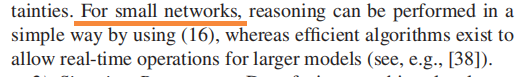 tainties. For small networks, reasoning can be performed in a
simple way by using (16), whereas efficient algorithms exist to
allow real-time operations for larger models (see, e.g., [38]).